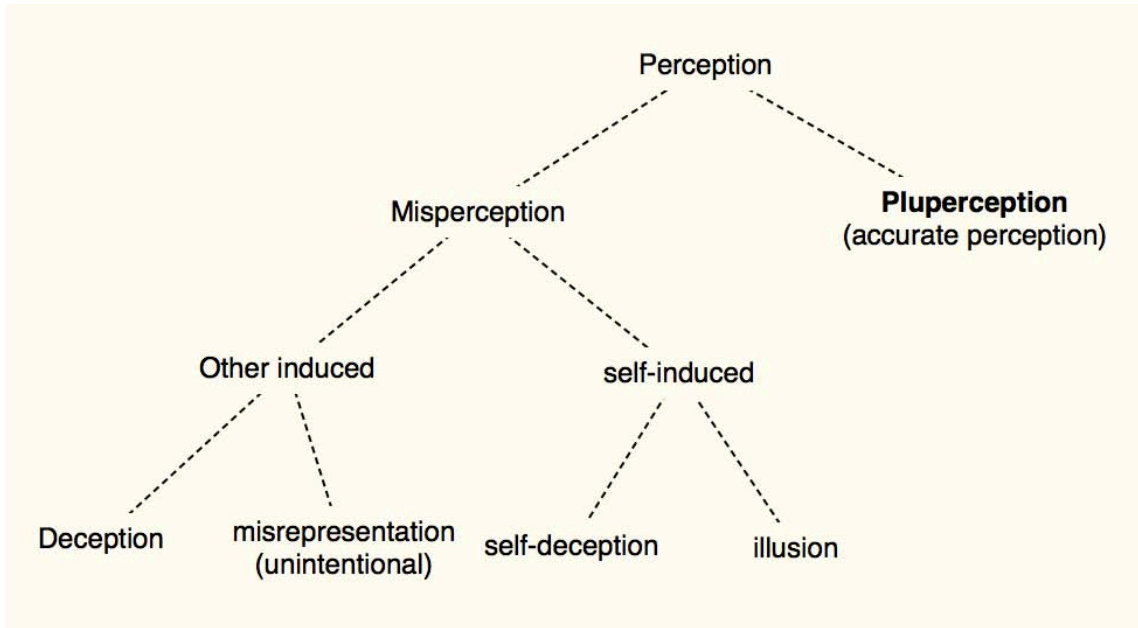 Perception
Misperception
Pluperception
(accurate perception)
Other induced
self-induced
Deception
misrepresentation
(unintentional)
self-deception
illusion